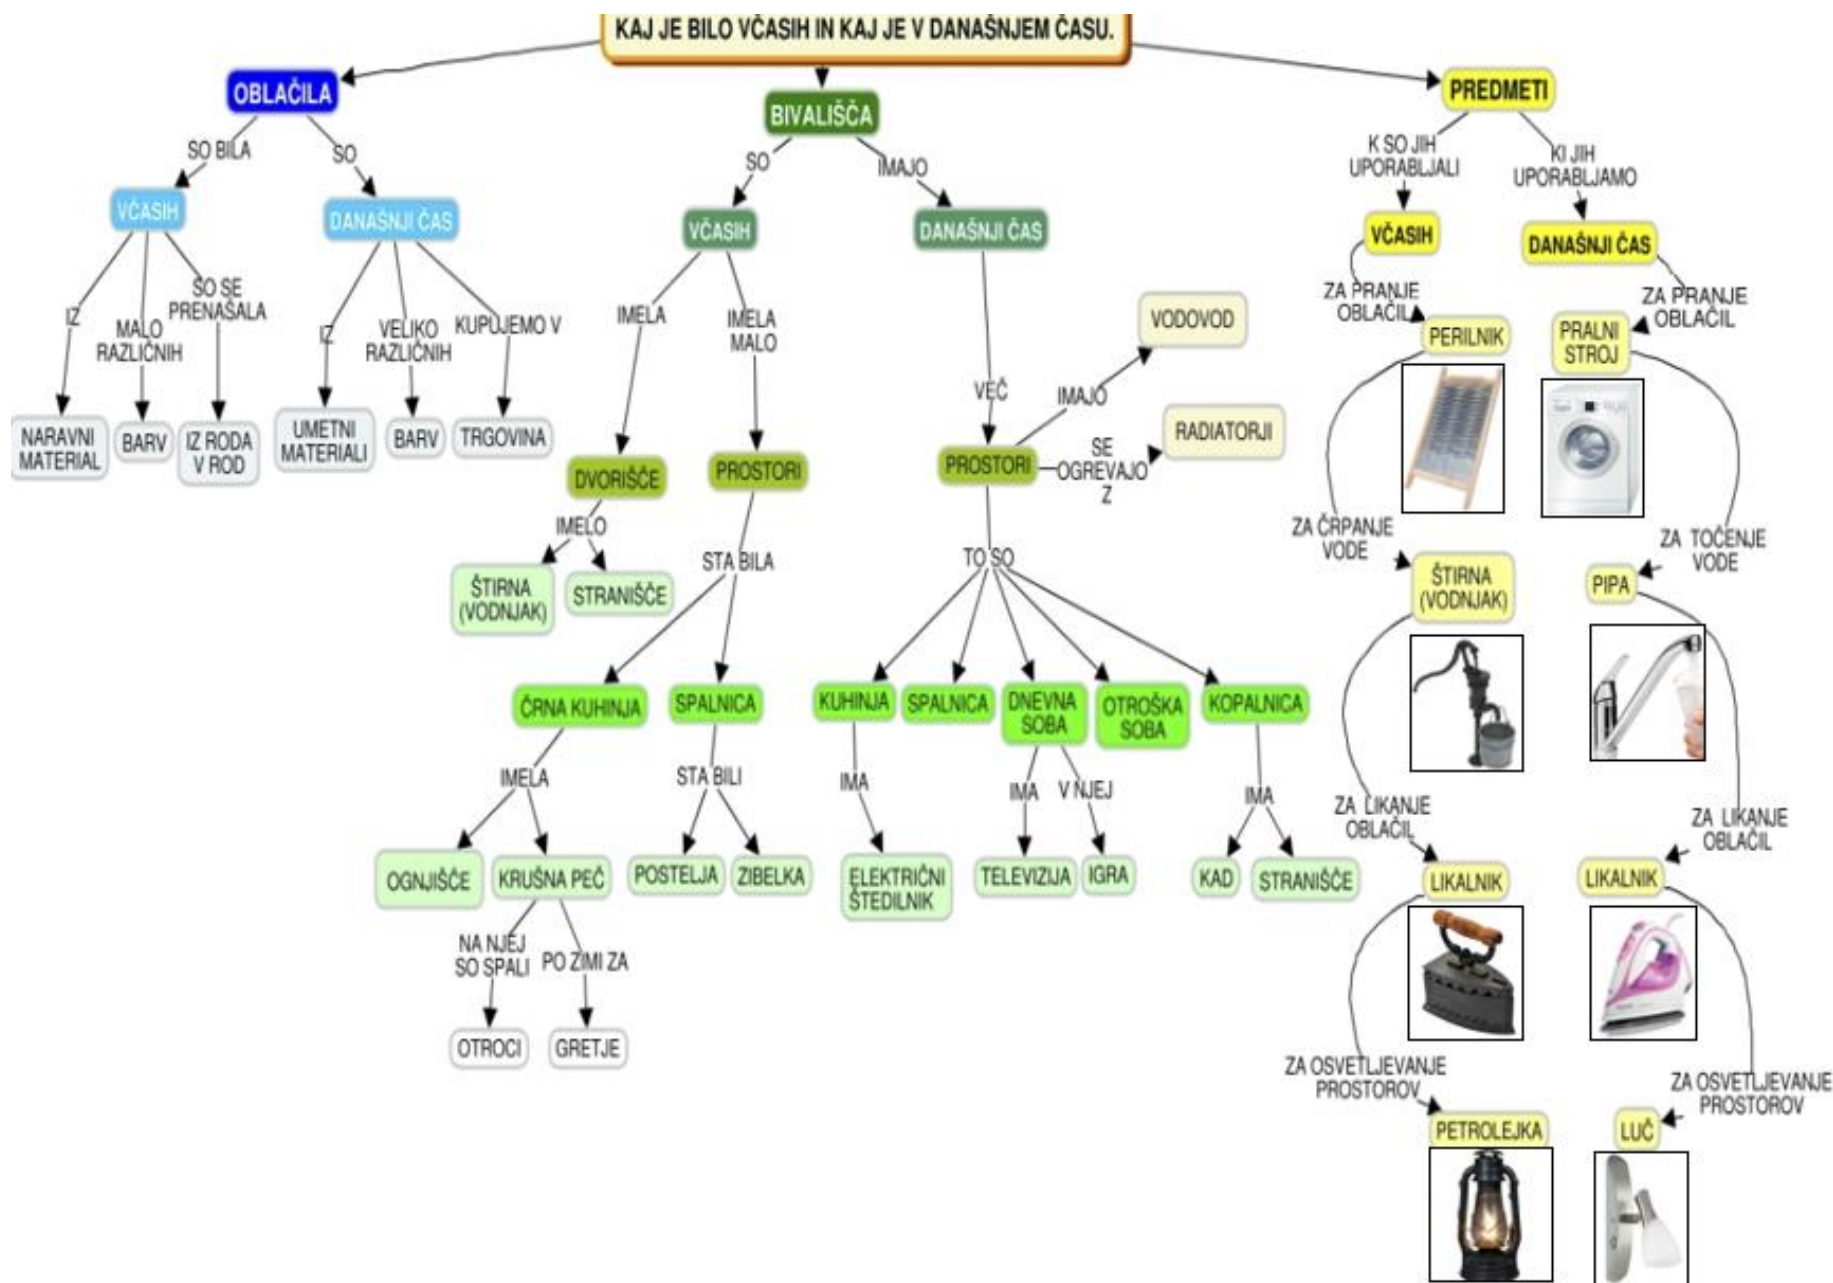 KAJ JE BILO VČASIH IN KAJ JE V DANAŠNJEM ČASU.
OBLAČILA
SO BILA
SO
VČASIH
DANAŠNJI ČAS
IZ
MALO
RAZLIČNIH
SO SE
PRENAŠALA
IZ
VELIKO
RAZLIČNIH
KUPUJEMO V
NARAVNI
MATERIAL
BARV
IZ RODA
V ROD
UMETNI
MATERIALI
BARV
TRGOVINA
BIVALIŠČA
SO
IMAJO
VČASIH
DANAŠNJI ČAS
IMELA
IMELA
MALO
DVORIŠČE
PROSTORI
IMELO
ŠTIRNA
(VODNJAK)
STRANIŠČE
STA BILA
ČRNA KUHINJA
SPALNICA
IMELA
STA BILI
OGNJIŠČE
KRUŠNA PEČ
POSTELJA
ZIBELKA
NA NJEJ
SO SPALI
PO ZIMI ZA
OTROCI
GRETJE
VEČ
PROSTORI
IMAJO
VODOVOD
SE
OGREVAJO
Z
RADIATORJI
TO SO
KUHINJA
SPALNICA
DNEVNA
SOBA
OTROŠKA
SOBA
KOPALNICA
IMA
IMA
V NJEJ
IMA
ELEKTRIČNI
ŠTEDILNIK
TELEVIZIJA
IGRA
KAD
STRANIŠČE
PREDMETI
K SO JIH
UPORABLJALI
KI JIH
UPORABLJAMO
VČASIH
DANAŠNJI ČAS
ZA PRANJE
OBLAČIL
ZA PRANJE
OBLAČIL
PERILNIK
PRALNI
STROJ
ZA ČRPANJE
VODE
ZA TOČENJE
VODE
ŠTIRNA
(VODNJAK)
PIPA
ZA LIKANJE
OBLAČIL
ZA LIKANJE
OBLAČIL
LIKALNIK
LIKALNIK
ZA OSVETLJEVANJE
PROSTOROV
ZA OSVETLJEVANJE
PROSTOROV
PETROLEJKA
LUČ